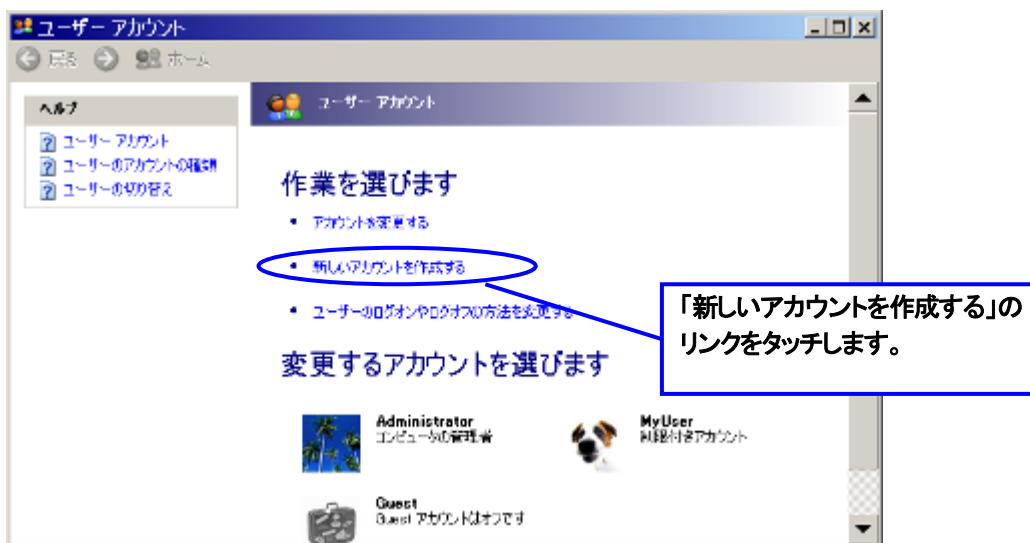 ユーザー アカウント
戻る ホーム
ヘルプ
ユーザー アカウント
ユーザーのアカウントの種類
ユーザーの切り替え
ユーザー アカウント
作業を選びます
アカウントを変更する
新しいアカウントを作成する
ユーザーのログオンやログオフの方法を変更する
「新しいアカウントを作成する」の
リンクをタッチします。
変更するアカウントを選びます
Administrator
コンピュータの管理者
MyUser
制限付きアカウント
Guest
Guest アカウントはオフです